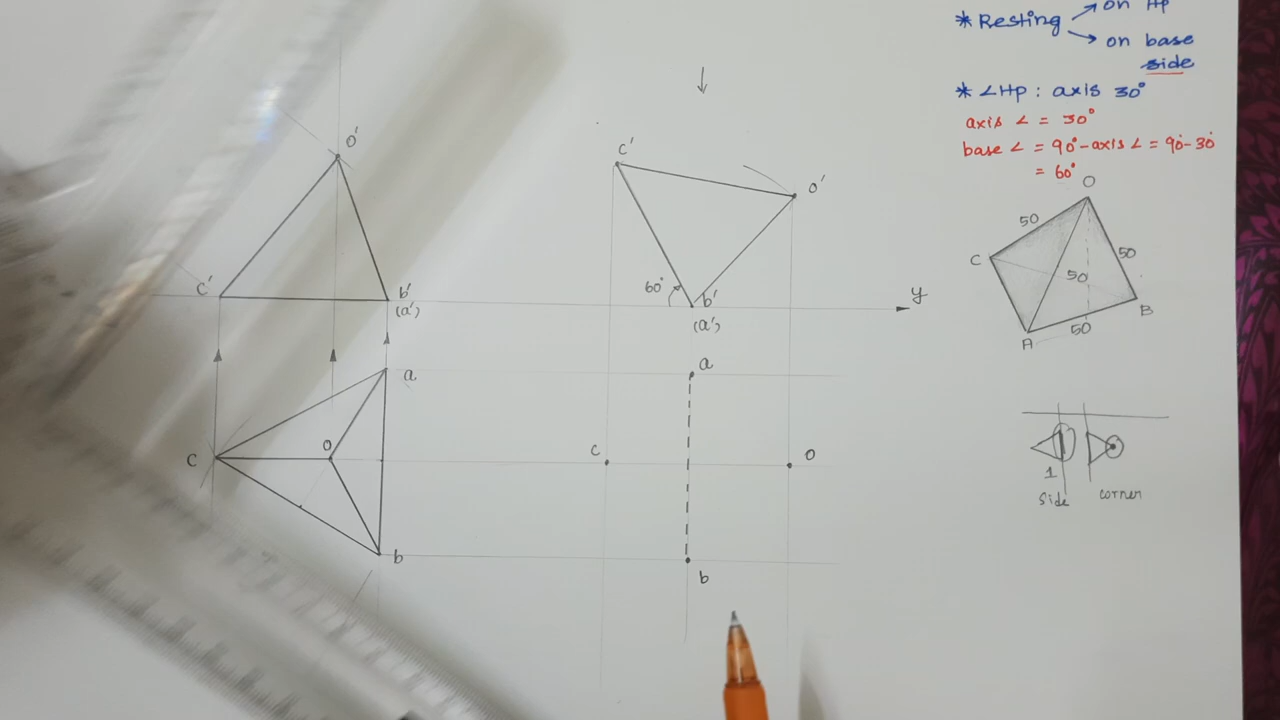 * Resting → on Hp
→ on base
side
* ∠Hp : axis 30°
axis ∠ = 30°
base ∠ = 90° - axis ∠ = 90° - 30°
= 60°
O'
C'
b'
(a')
a
C
O
b
C'
O'
60°
b'
(a')
y
a
c
O
b
O
50
C
50
50
B
50
A
1
Side
corner